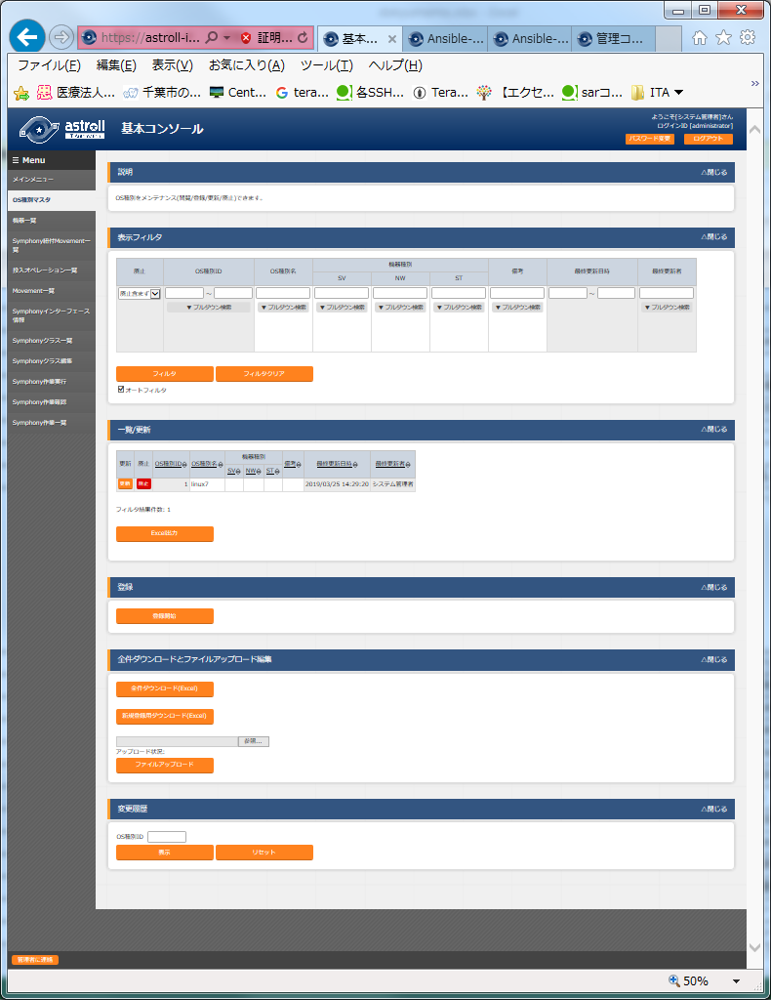 https://astroll-i...
証明...
基本...
Ansible-...
Ansible-...
管理コ...
ファイル(F) 編集(E) 表示(V) お気に入り(A) ツール(T) ヘルプ(H)
医療法人... 千葉市の... Cent... tera... 各SSH... Tera... 【エクセ... sarコ... ITA
astroll
基本コンソール
ようこそ[システム管理者]さん
ログインID [administrator]
パスワード変更 ログアウト
Menu
メインメニュー
OS種別マスタ
機器一覧
Symphony紐付Movement一覧
投入オペレーション一覧
Movement一覧
Symphonyインターフェース情報
Symphonyクラス一覧
Symphonyクラス編集
Symphony作業実行
Symphony作業確認
Symphony作業一覧
説明 △閉じる
OS種別をメンテナンス(閲覧/登録/更新/廃止)できます。
表示フィルタ △閉じる
廃止 OS種別ID OS種別名 機器種別 備考 最終更新日時 最終更新者
SV NW ST
廃止含まず ～ ～
▼プルダウン検索 ▼プルダウン検索 ▼プルダウン検索 ▼プルダウン検索 ▼プルダウン検索 ▼プルダウン検索 ▼プルダウン検索
フィルタ フィルタクリア
オートフィルタ
一覧/更新 △閉じる
更新 廃止 OS種別ID OS種別名 機器種別 備考 最終更新日時 最終更新者
SV NW ST
更新 廃止 1 linux7 2019/03/25 14:29:20 システム管理者
フィルタ結果件数: 1
Excel出力
登録 △閉じる
登録開始
全件ダウンロードとファイルアップロード編集 △閉じる
全件ダウンロード(Excel)
新規登録用ダウンロード(Excel)
参照...
アップロード状況:
ファイルアップロード
変更履歴 △閉じる
OS種別ID
表示 リセット
管理者に連絡
50%